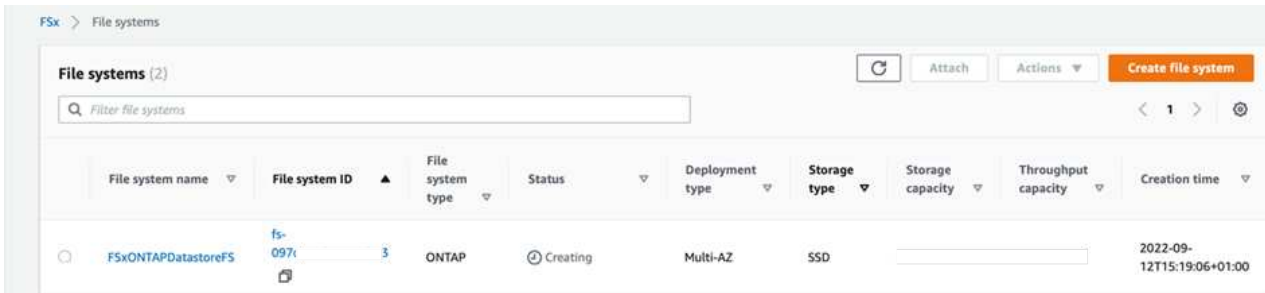 FSx > File systems
File systems (2)
Attach
Actions
Create file system
Filter file systems
1
File system name
File system ID
File system type
Status
Deployment type
Storage type
Storage capacity
Throughput capacity
Creation time
FSxONTAPDatastoreFS
fs-
097
3
ONTAP
Creating
Multi-AZ
SSD
2022-09-
12T15:19:06+01:00